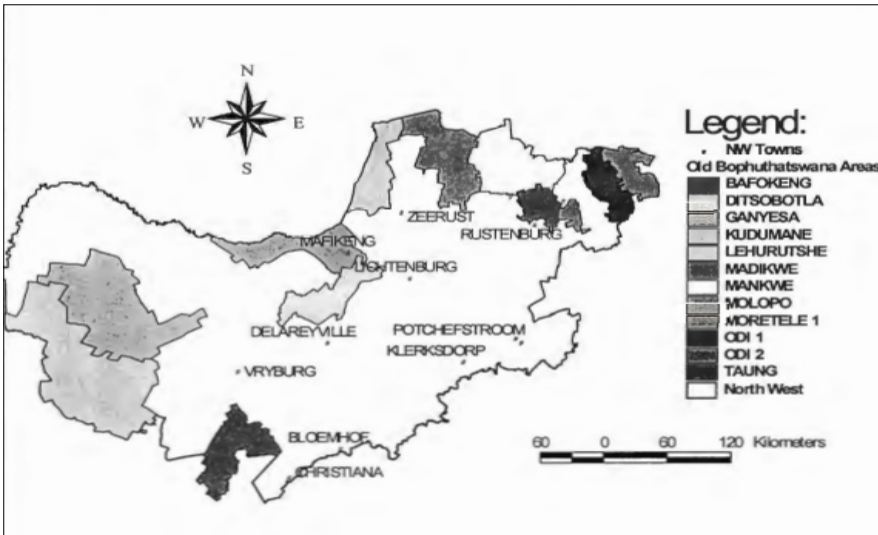 N
W E
S
Legend:
NW Towns
Old Bophuthatswana Areas
BAFOKENG
DITSOBOTLA
GANYESA
KUDUMANE
LEHURUTSHE
MADIKWE
MANKWE
MOLOPO
MORETELE 1
ODI 1
ODI 2
TAUNG
North West
ZEERUST
RUSTENBURG
MAFIKENG
LICHTENBURG
DELAREYVILLE
POTCHEFSTROOM
KLERKSDORP
VRYBURG
BLOEMHOF
CHRISTIANA
60 0 60 120 Kilometers